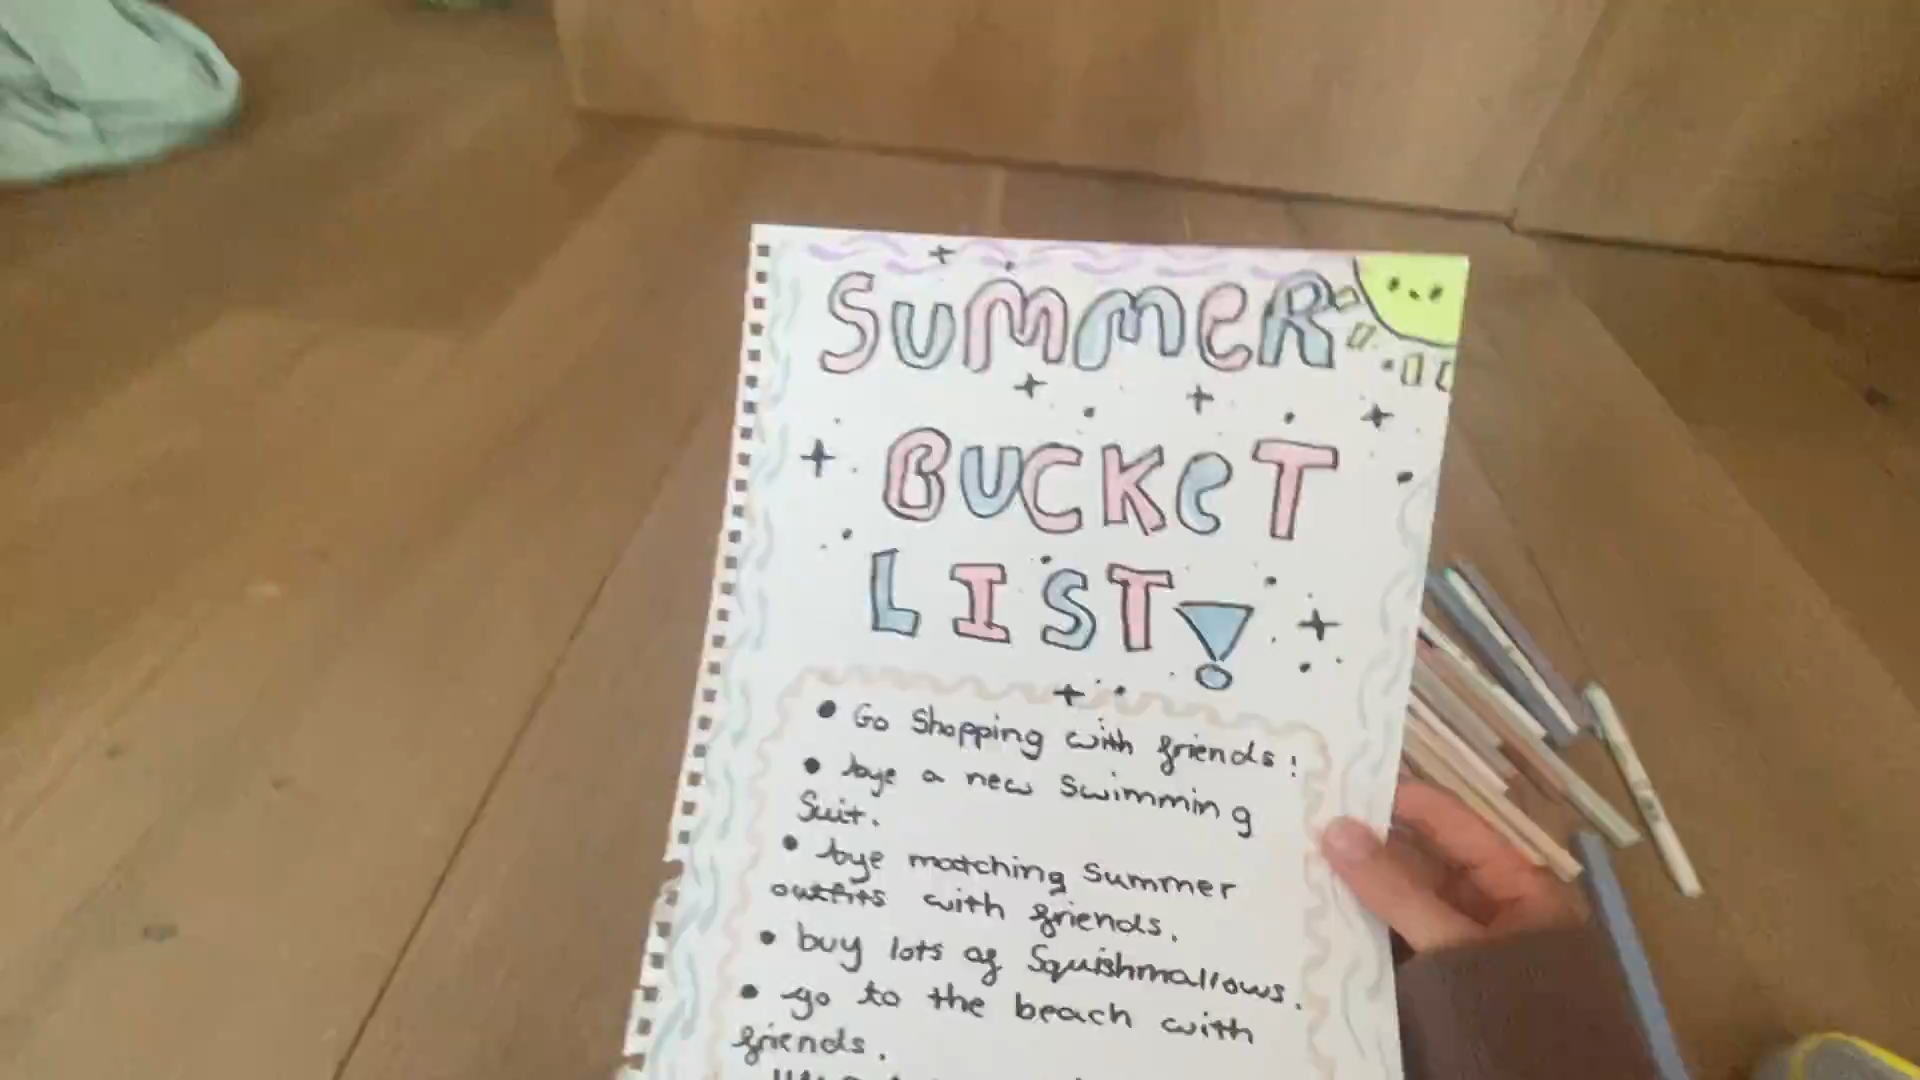 SUMMER
BUCKET
LIST!
• Go Shopping with friends!
• bye a new Swimming
Suit.
• bye matching Summer
outfits with friends.
• buy lots of Squishmallows.
• go to the beach with
friends.